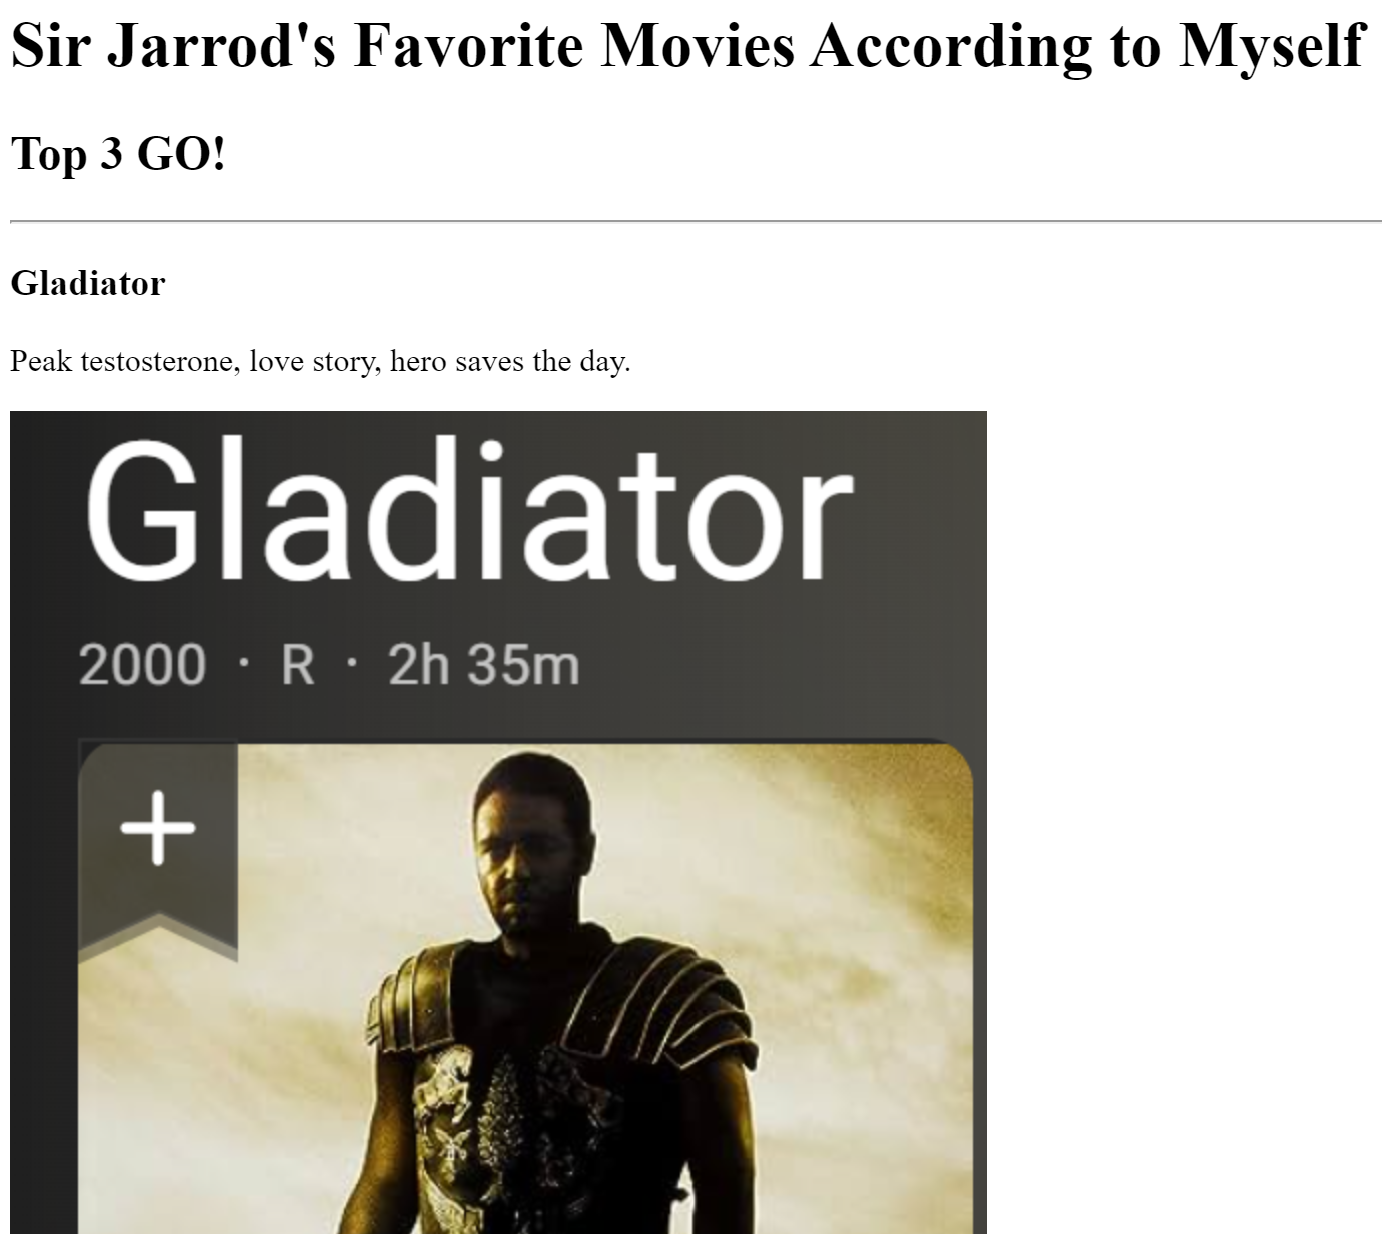 Sir Jarrod's Favorite Movies According to Myself
Top 3 GO!
Gladiator
Peak testosterone, love story, hero saves the day.
Gladiator
2000 · R · 2h 35m